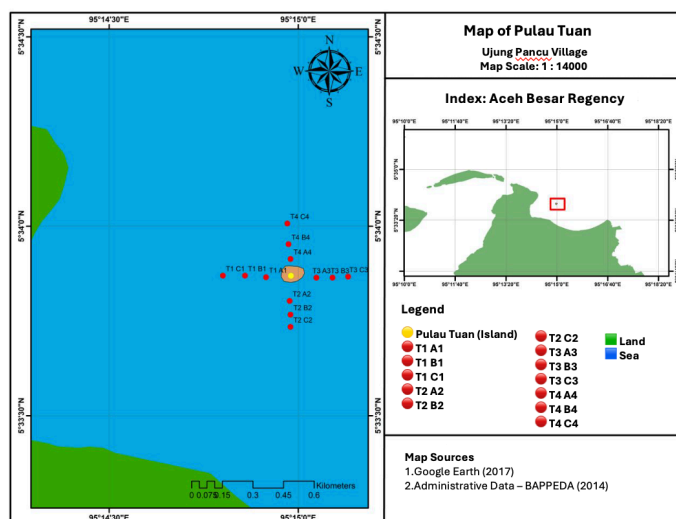 95°14'30"E 95°15'0"E
5°34'30"N 5°34'30"N
N
W E
S
5°34'0"N 5°34'0"N
T4 C4
T4 B4
T4 A4
T1 C1 T1 B1 T1 A1 T3 A3 T3 B3 T3 C3
T2 A2
T2 B2
T2 C2
5°33'30"N 5°33'30"N
Kilometers
0 0.075 0.15 0.3 0.45 0.6
95°14'30"E 95°15'0"E
Map of Pulau Tuan
Ujung Pancu Village
Map Scale: 1 : 14000
Index: Aceh Besar Regency
95°10'0"E 95°11'40"E 95°13'20"E 95°15'0"E 95°16'40"E 95°18'20"E
95°10'0"E 95°11'40"E 95°13'20"E 95°15'0"E 95°16'40"E 95°18'20"E
Legend
Pulau Tuan (Island)
T1 A1
T1 B1
T1 C1
T2 A2
T2 B2
T2 C2
T3 A3
T3 B3
T3 C3
T4 A4
T4 B4
T4 C4
Land
Sea
Map Sources
1.Google Earth (2017)
2.Administrative Data – BAPPEDA (2014)